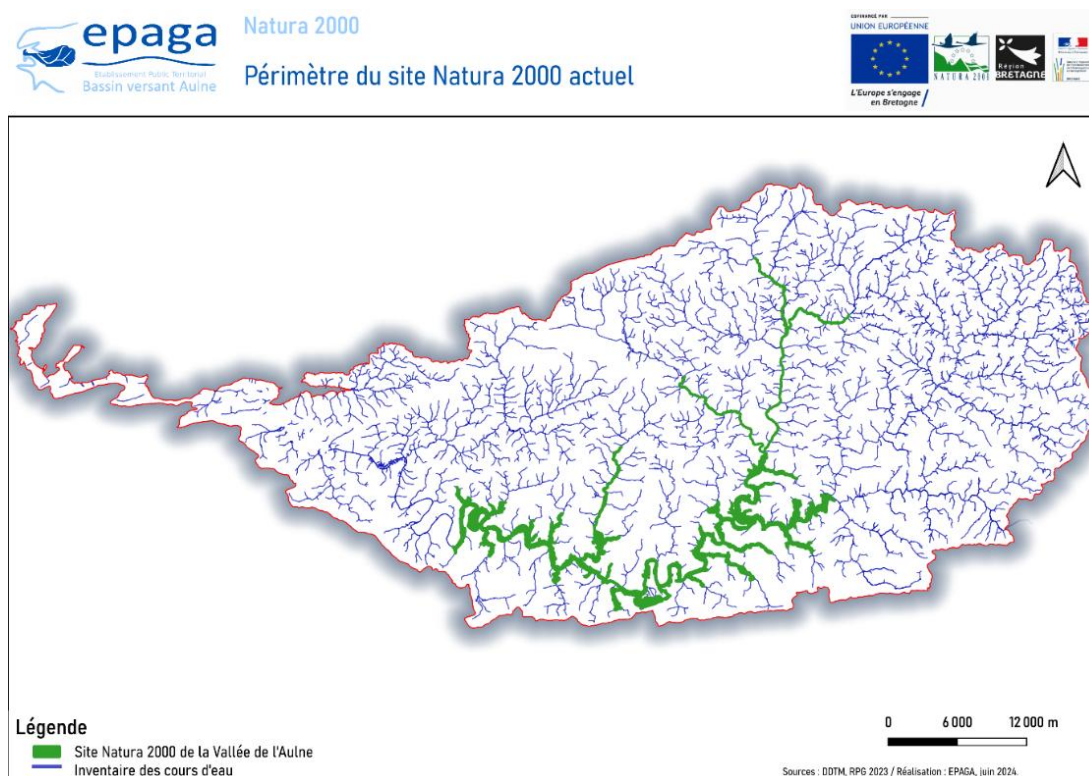 epaga
Etablissement Public Territorial
Bassin versant Aulne
Natura 2000
Périmètre du site Natura 2000 actuel
COFINANCÉ PAR
UNION EUROPÉENNE
L'Europe s'engage
en Bretagne
NATURA 2000
Région
BRETAGNE
Légende
Site Natura 2000 de la Vallée de l'Aulne
Inventaire des cours d'eau
0 6 000 12 000 m
Sources : DDTM, RPG 2023 / Réalisation : EPAGA, juin 2024.